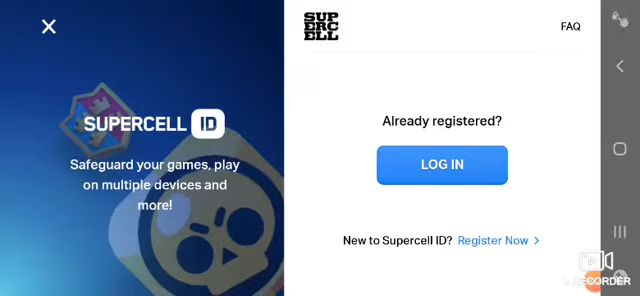 SUPERCELL ID
Safeguard your games, play
on multiple devices and
more!
SUP
ERC
ELL
FAQ
Already registered?
LOG IN
New to Supercell ID? Register Now
V RECORDER